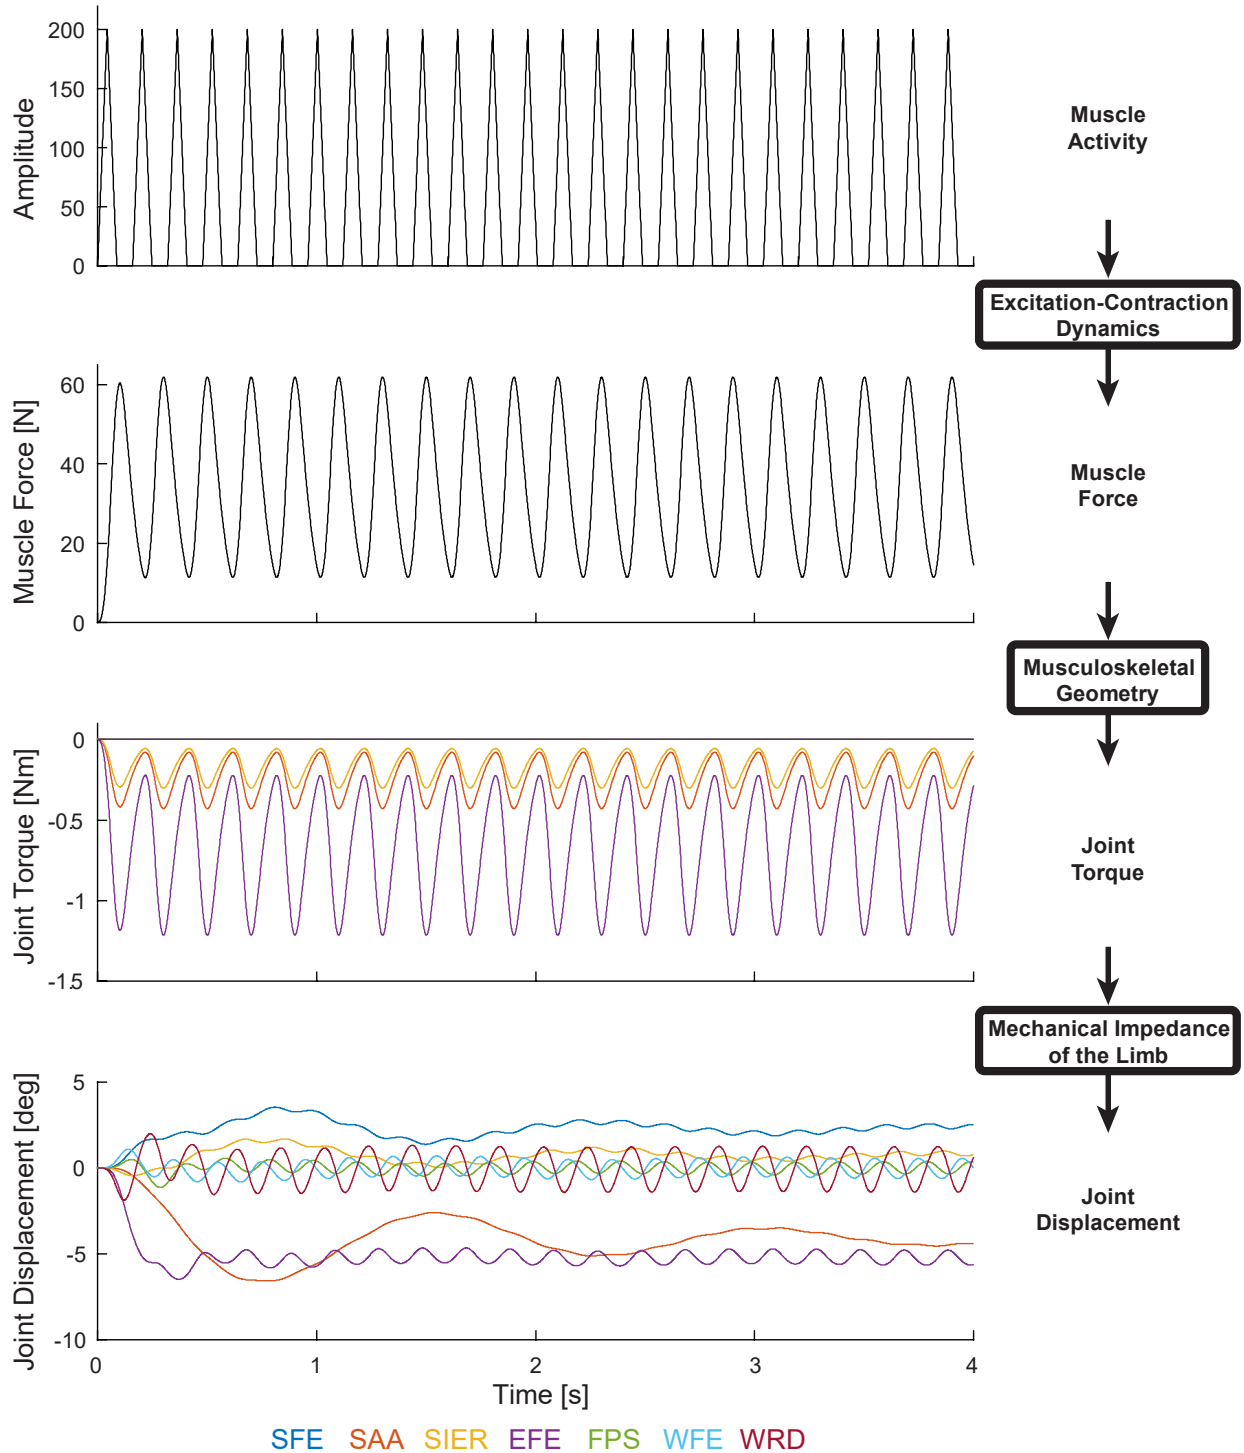 200
150
100
50
0
Amplitude
Muscle
Activity
Excitation-Contraction
Dynamics
60
40
20
0
Muscle Force [N]
Muscle
Force
Musculoskeletal
Geometry
0
-0.5
-1
-1.5
Joint Torque [Nm]
Joint
Torque
Mechanical Impedance
of the Limb
5
0
-5
-10
Joint Displacement [deg]
Joint
Displacement
0 1 2 3 4
Time [s]
SFE SAA SIER EFE FPS WFE WRD